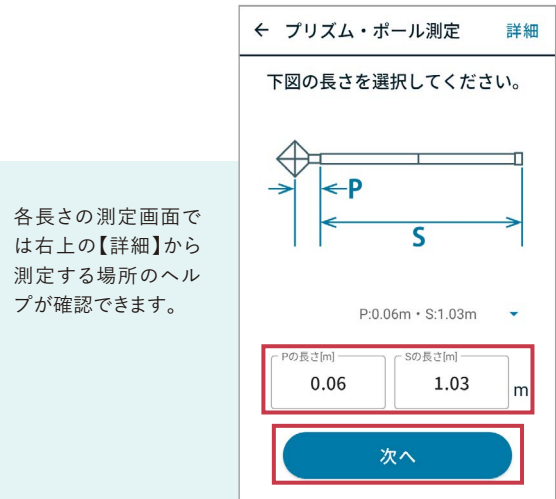 各長さの測定画面で
は右上の【詳細】から
測定する場所のヘル
プが確認できます。
← プリズム・ポール測定 詳細
下図の長さを選択してください。
P
S
P:0.06m・S:1.03m
Pの長さ[m] Sの長さ[m]
0.06 1.03 m
次へ